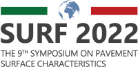 SURF 2022
THE 9TH SYMPOSIUM ON PAVEMENT
SURFACE CHARACTERISTICS